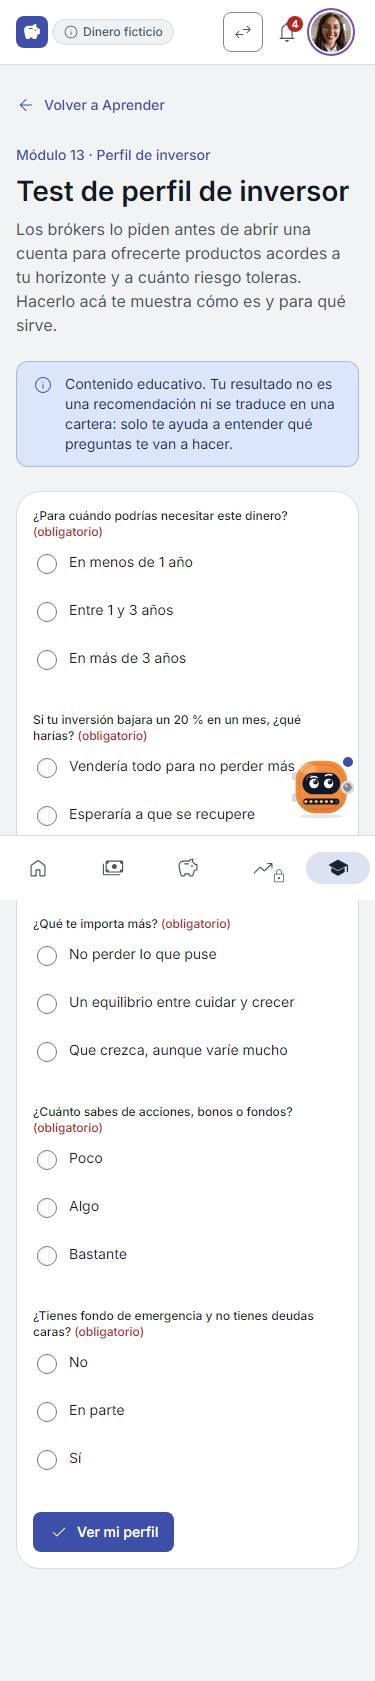 Dinero ficticio
4
Volver a Aprender
Módulo 13 · Perfil de inversor
Test de perfil de inversor
Los brókers lo piden antes de abrir una
cuenta para ofrecerte productos acordes a
tu horizonte y a cuánto riesgo toleras.
Hacerlo acá te muestra cómo es y para qué
sirve.
Contenido educativo. Tu resultado no es
una recomendación ni se traduce en una
cartera: solo te ayuda a entender qué
preguntas te van a hacer.
¿Para cuándo podrías necesitar este dinero?
(obligatorio)
En menos de 1 año
Entre 1 y 3 años
En más de 3 años
Si tu inversión bajara un 20 % en un mes, ¿qué
harías? (obligatorio)
Vendería todo para no perder más
Esperaría a que se recupere
¿Qué te importa más? (obligatorio)
No perder lo que puse
Un equilibrio entre cuidar y crecer
Que crezca, aunque varíe mucho
¿Cuánto sabes de acciones, bonos o fondos?
(obligatorio)
Poco
Algo
Bastante
¿Tienes fondo de emergencia y no tienes deudas
caras? (obligatorio)
No
En parte
Sí
Ver mi perfil